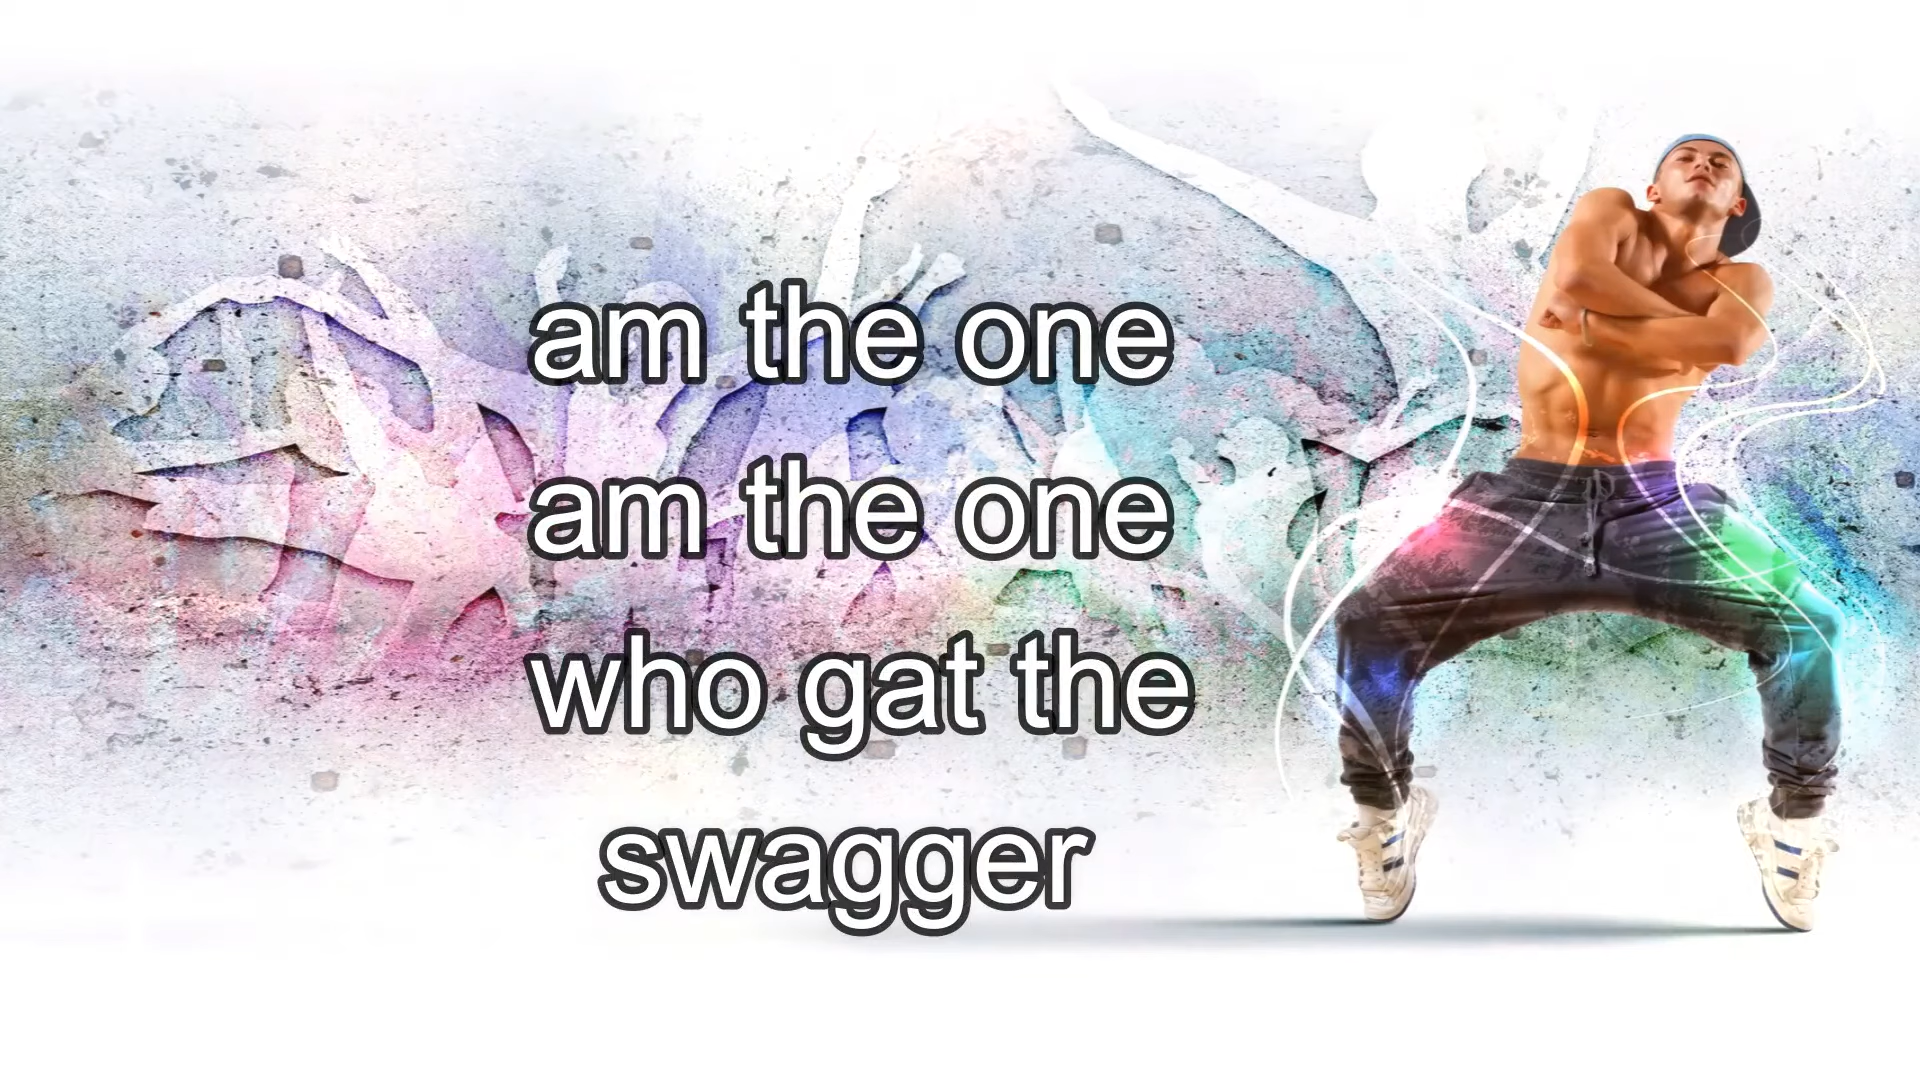 am the one
am the one
who gat the
swagger